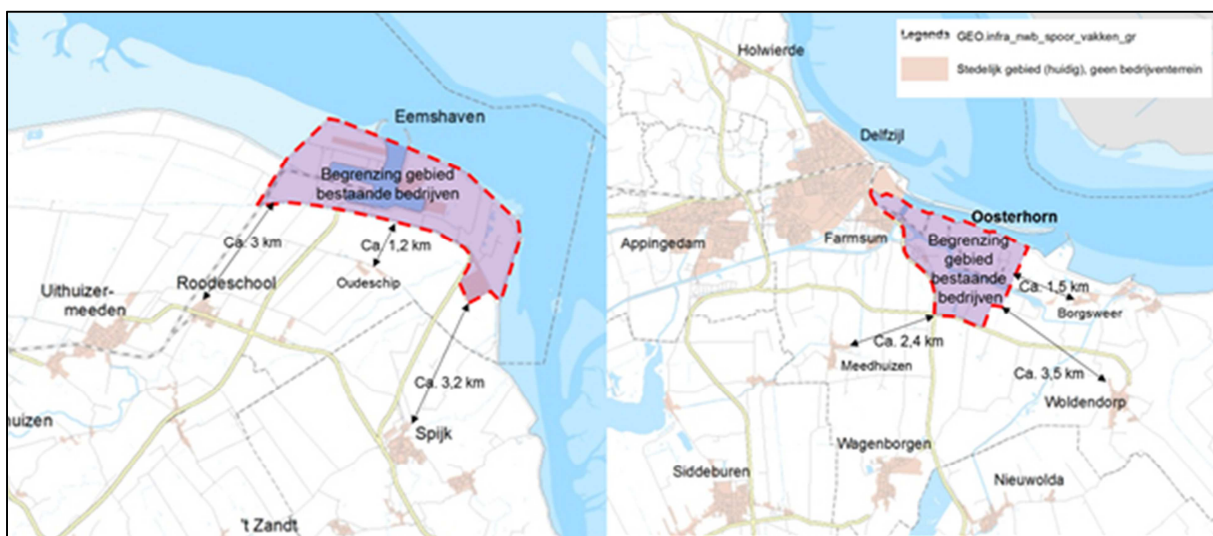 Eemshaven
Begrenzing gebied
bestaande bedrijven
Ca. 3 km
Ca. 1,2 km
Oudeschip
Roodeschool
Uithuizer-
meeden
Ca. 3,2 km
huizen
Spijk
't Zandt
Legenda GEO.infra_nwb_spoor_vakken_gr
Stedelijk gebied (huidig), geen bedrijventerrein
Holwierde
Delfzijl
Oosterhorn
Appingedam
Farmsum
Begrenzing
gebied
bestaande
bedrijven
Ca. 1,5 km
Borgsweer
Ca. 2,4 km
Meedhuizen
Ca. 3,5 km
Woldendorp
Wagenborgen
Siddeburen
Nieuwolda